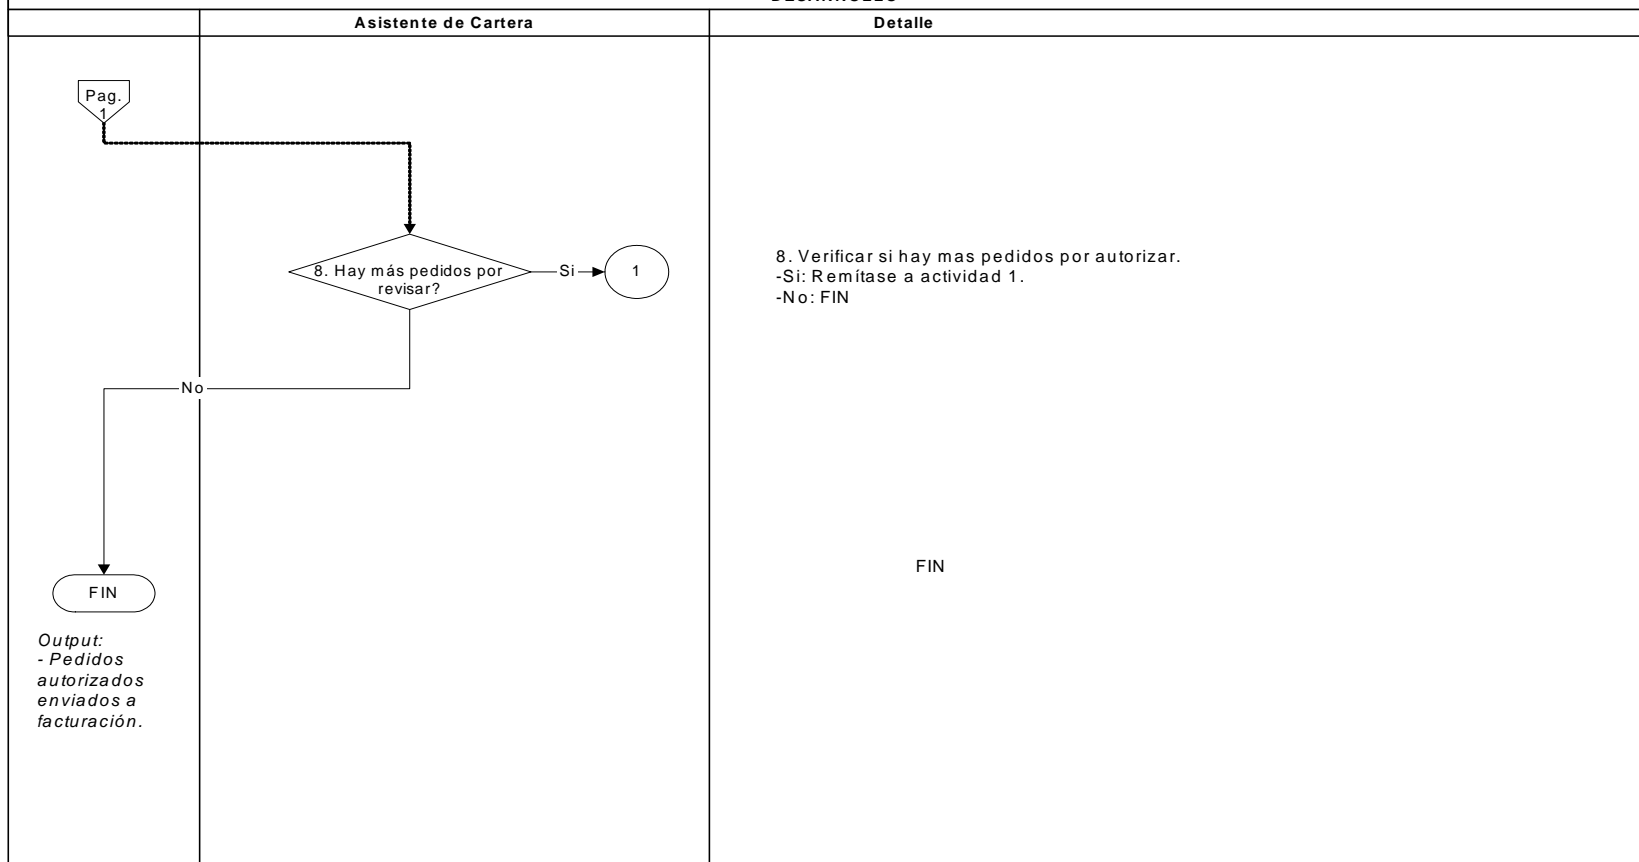 Asistente de Cartera
Detalle
Pag.
1
8. Hay más pedidos por
revisar?
Si
1
8. Verificar si hay mas pedidos por autorizar.
-Si: Remítase a actividad 1.
-No: FIN
No
FIN
FIN
Output:
- Pedidos
autorizados
enviados a
facturación.